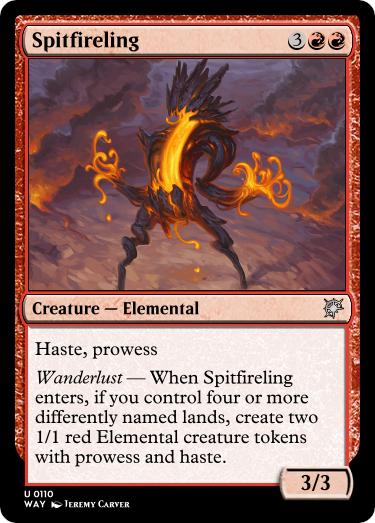 Spitfireling 3
Creature — Elemental
Haste, prowess
Wanderlust — When Spitfireling
enters, if you control four or more
differently named lands, create two
1/1 red Elemental creature tokens
with prowess and haste.
3/3
U 0110
WAY Jeremy Carver